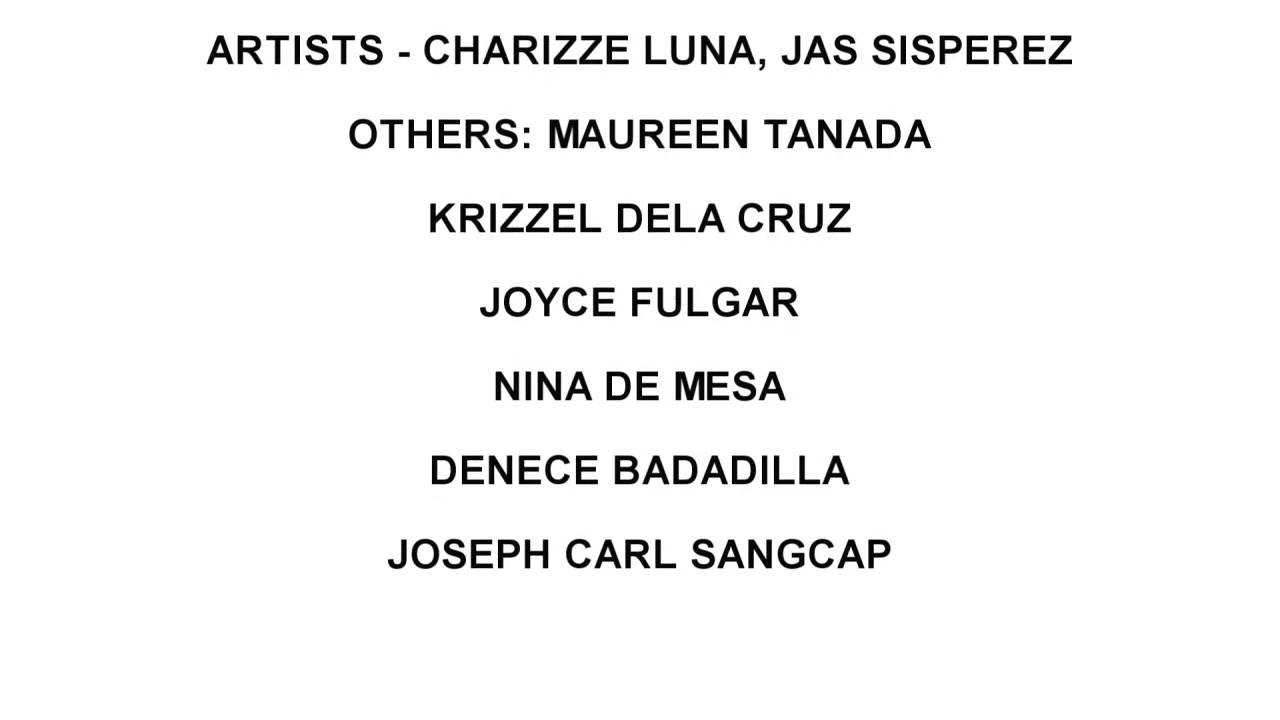 ARTISTS - CHARIZZE LUNA, JAS SISPEREZ
OTHERS: MAUREEN TANADA
KRIZZEL DELA CRUZ
JOYCE FULGAR
NINA DE MESA
DENECE BADADILLA
JOSEPH CARL SANGCAP